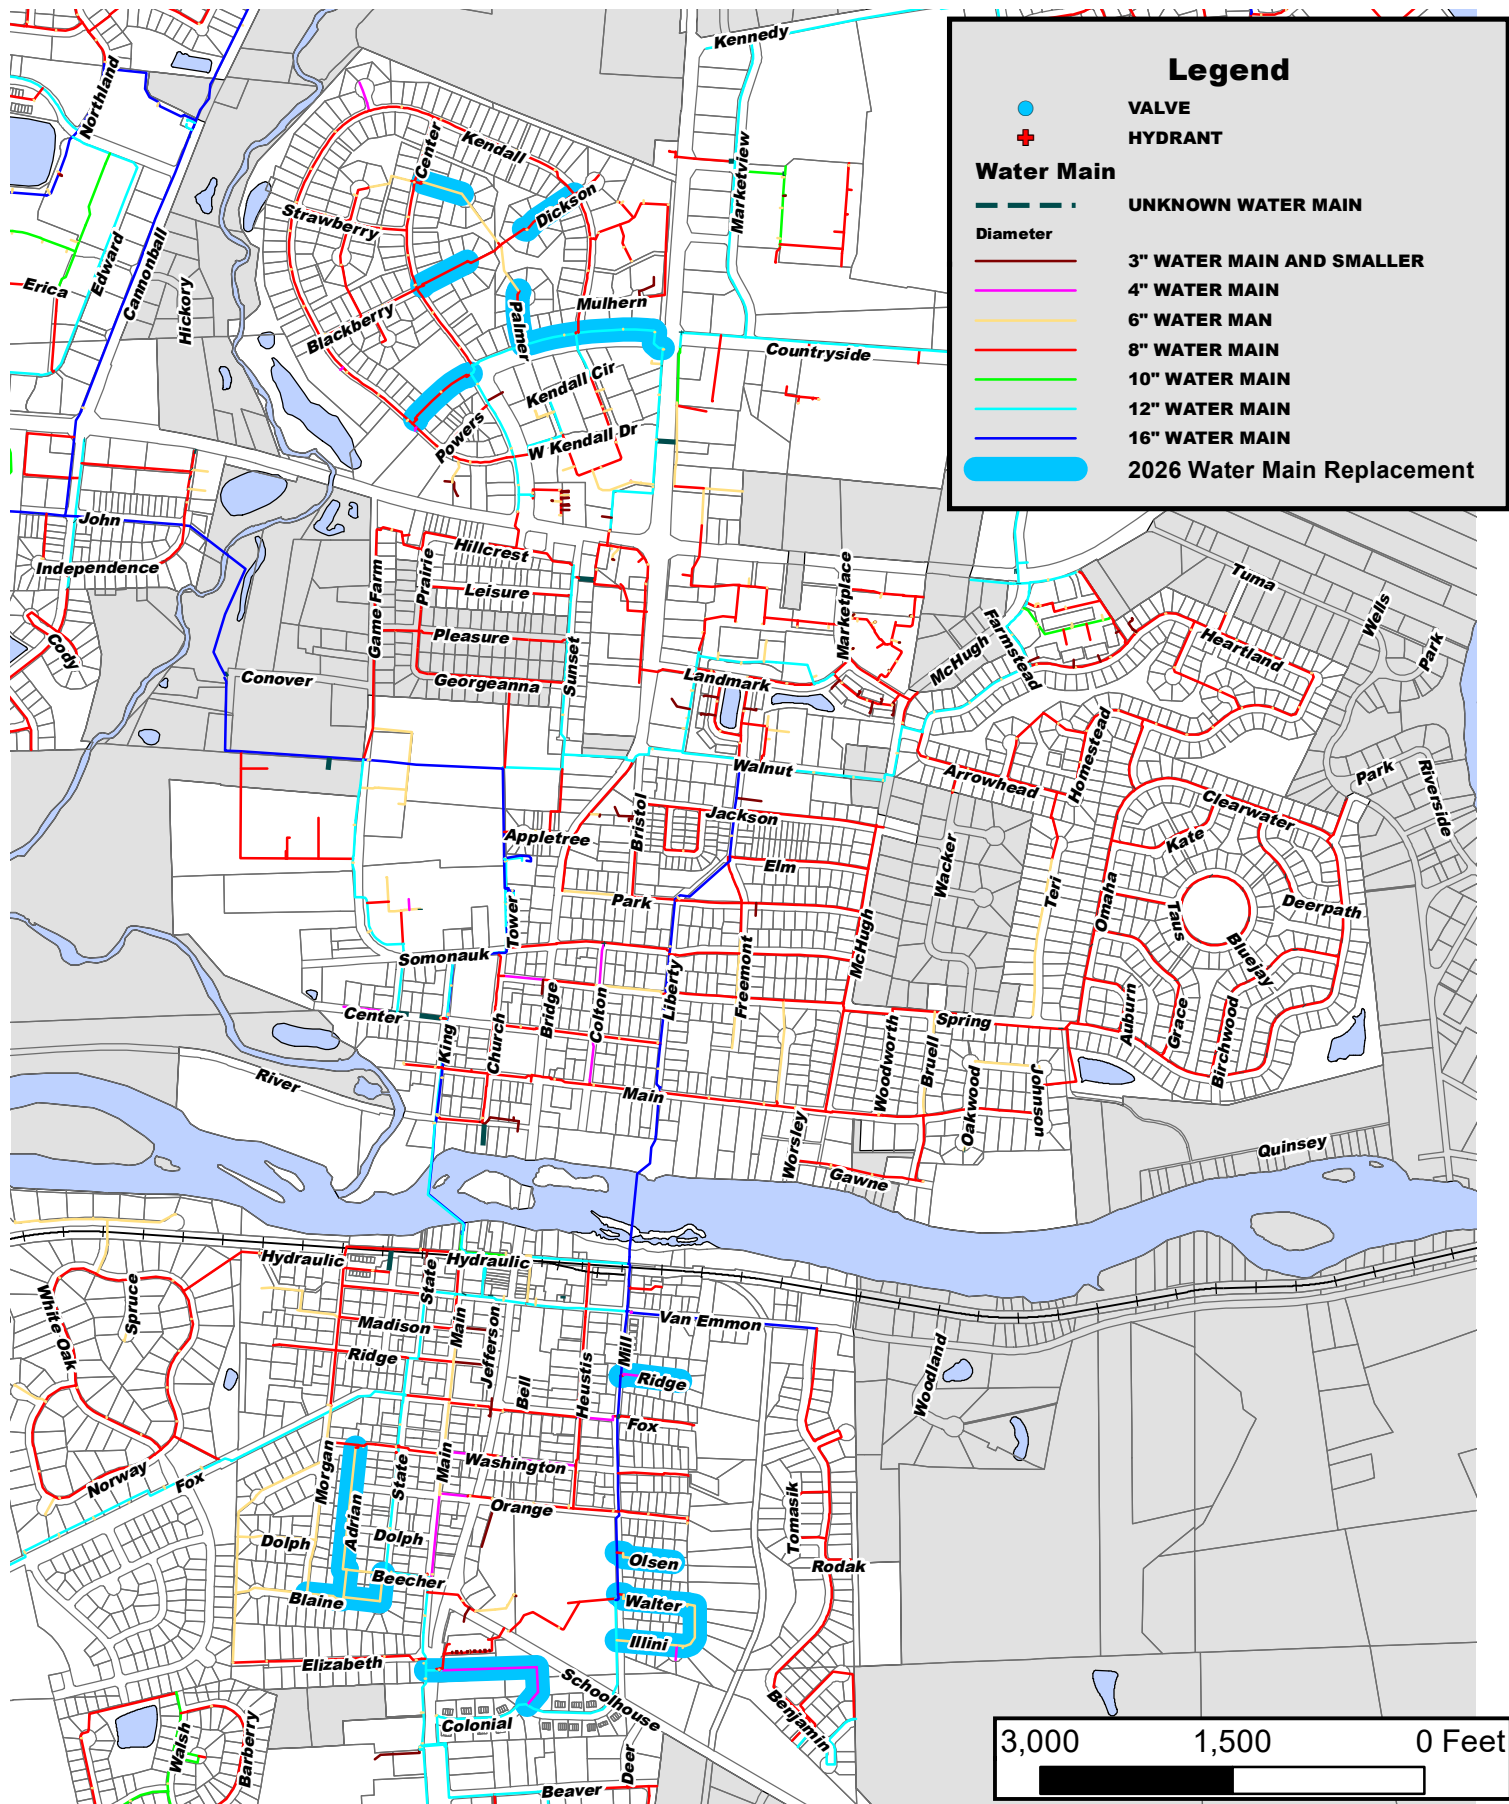 Kennedy
Legend
VALVE
HYDRANT
Water Main
UNKNOWN WATER MAIN
Diameter
3" WATER MAIN AND SMALLER
4" WATER MAIN
6" WATER MAN
8" WATER MAIN
10" WATER MAIN
12" WATER MAIN
16" WATER MAIN
2026 Water Main Replacement
Northland
Center
Kendall
Marketview
Strawberry
Dickson
Edward
Cannonball
Erica
Hickory
Blackberry
Palmer
Mulhern
Countryside
Kendall Cir
Powers
W Kendall Dr
John
Independence
Cody
Game Farm
Prairie
Hillcrest
Leisure
Pleasure
Georgeanna
Sunset
Marketplace
Conover
Landmark
McHugh
Farmstead
Tuma
Wells
Park
Heartland
Walnut
Arrowhead
Homestead
Park
Riverside
Clearwater
Kate
Bristol
Jackson
Appletree
Elm
Wacker
Park
Teri
Omaha
Taus
Deerpath
Bluejay
Tower
Somonauk
McHugh
Freemont
Liberty
Colton
Bridge
Church
King
Center
Spring
Auburn
Grace
Birchwood
Woodworth
Bruell
Oakwood
Johnson
River
Main
Worsley
Gawne
Quinsey
Hydraulic
Hydraulic
White Oak
Spruce
State
Main
Jefferson
Madison
Ridge
Bell
Heustis
Mill
Van Emmon
Woodland
Ridge
Fox
Norway
Fox
Morgan
Adrian
State
Main
Washington
Orange
Tomasik
Dolph
Dolph
Beecher
Blaine
Olsen
Rodak
Walter
Illini
Elizabeth
Schoolhouse
Colonial
Benjamin
Walsh
Barberry
Deer
Beaver
3,000 1,500 0 Feet